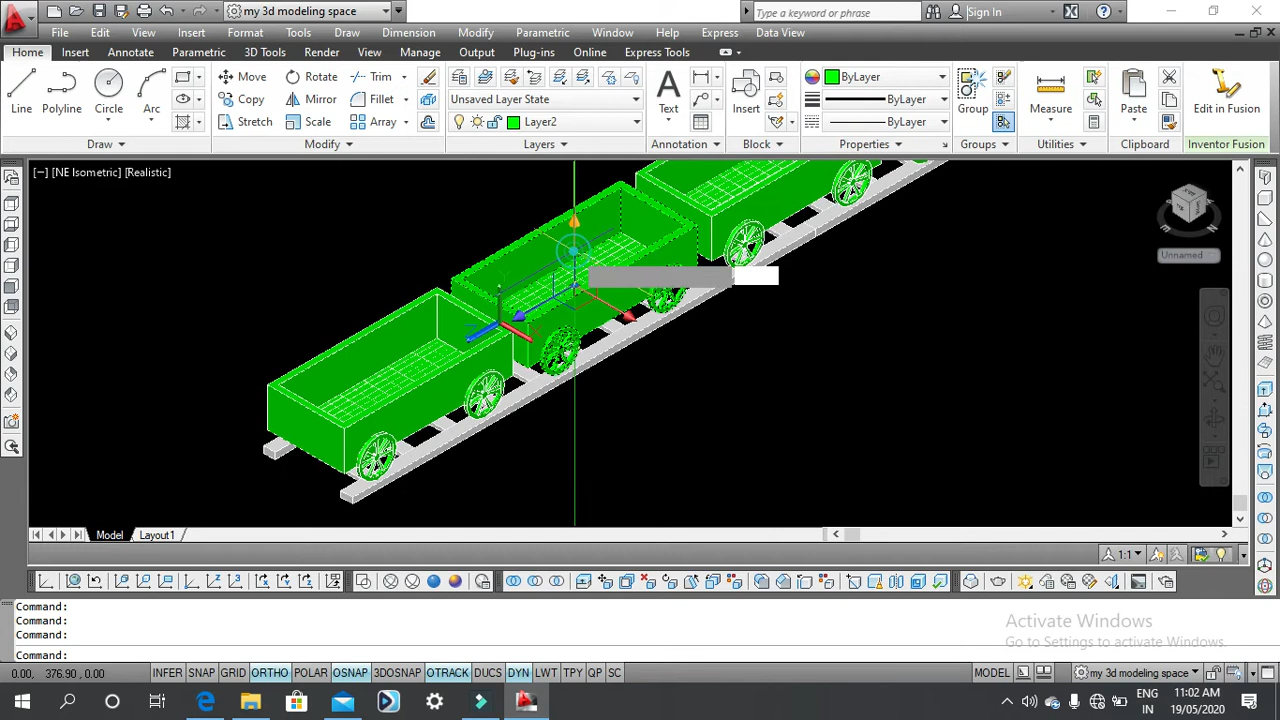 my 3d modeling space
Type a keyword or phrase
Sign In
File Edit View Insert Format Tools Draw Dimension Modify Parametric Window Help Express Data View
Home Insert Annotate Parametric 3D Tools Render View Manage Output Plug-ins Online Express Tools
Line Polyline Circle Arc
Move Rotate Trim
Copy Mirror Fillet
Stretch Scale Array
Unsaved Layer State
Layer2
Text
Insert
ByLayer
ByLayer
ByLayer
Group
Measure
Paste
Edit in Fusion
Draw Modify Layers Annotation Block Properties Groups Utilities Clipboard Inventor Fusion
[−] [NE Isometric] [Realistic]
Unnamed
Model Layout1
1:1
Command:
Command:
Command:
Command:
Activate Windows
Go to Settings to activate Windows.
0.00, 376.90, 0.00 INFER SNAP GRID ORTHO POLAR OSNAP 3DOSNAP OTRACK DUCS DYN LWT TPY QP SC MODEL my 3d modeling space
ENG 11:02 AM
IN 19/05/2020